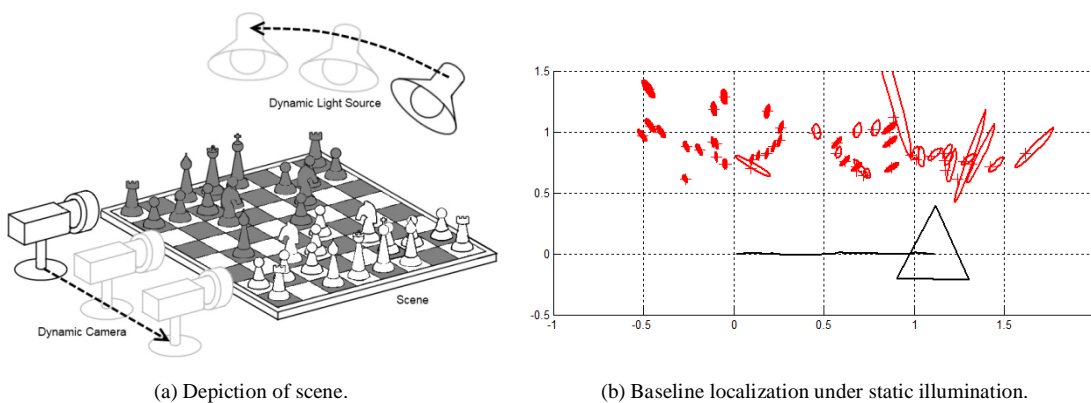 Dynamic Light Source
Scene
Dynamic Camera
(a) Depiction of scene.
1.5
1
0.5
0
-0.5
-1
-0.5
0
0.5
1
1.5
(b) Baseline localization under static illumination.